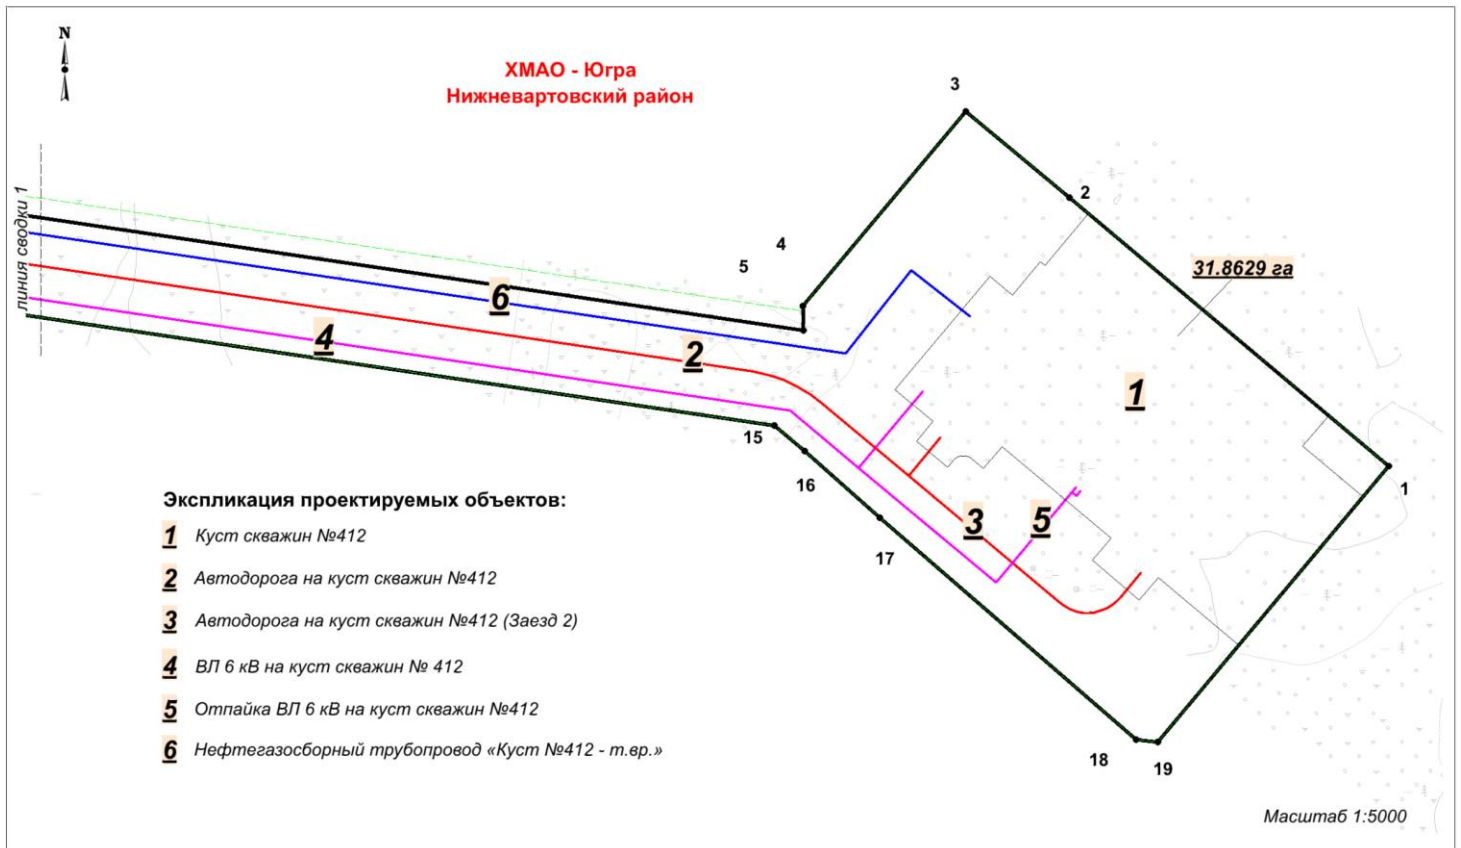 N
ХМАО - Югра
Нижневартовский район
3
2
4
5
линия сводки 1
31.8629 га
6
4
2
1
15
16
1
17
3
5
18
19
Экспликация проектируемых объектов:
1 Куст скважин №412
2 Автодорога на куст скважин №412
3 Автодорога на куст скважин №412 (Заезд 2)
4 ВЛ 6 кВ на куст скважин № 412
5 Отпайка ВЛ 6 кВ на куст скважин №412
6 Нефтегазосборный трубопровод «Куст №412 - т.вр.»
Масштаб 1:5000